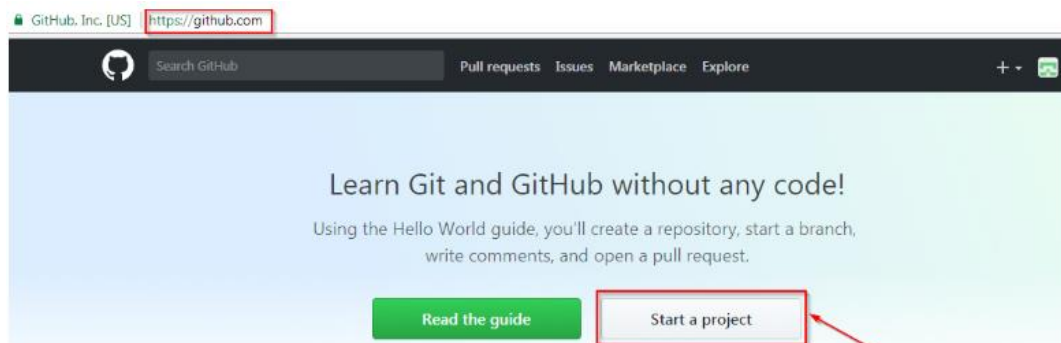 GitHub, Inc. [US] https://github.com
Search GitHub Pull requests Issues Marketplace Explore
Learn Git and GitHub without any code!
Using the Hello World guide, you'll create a repository, start a branch,
write comments, and open a pull request.
Read the guide Start a project